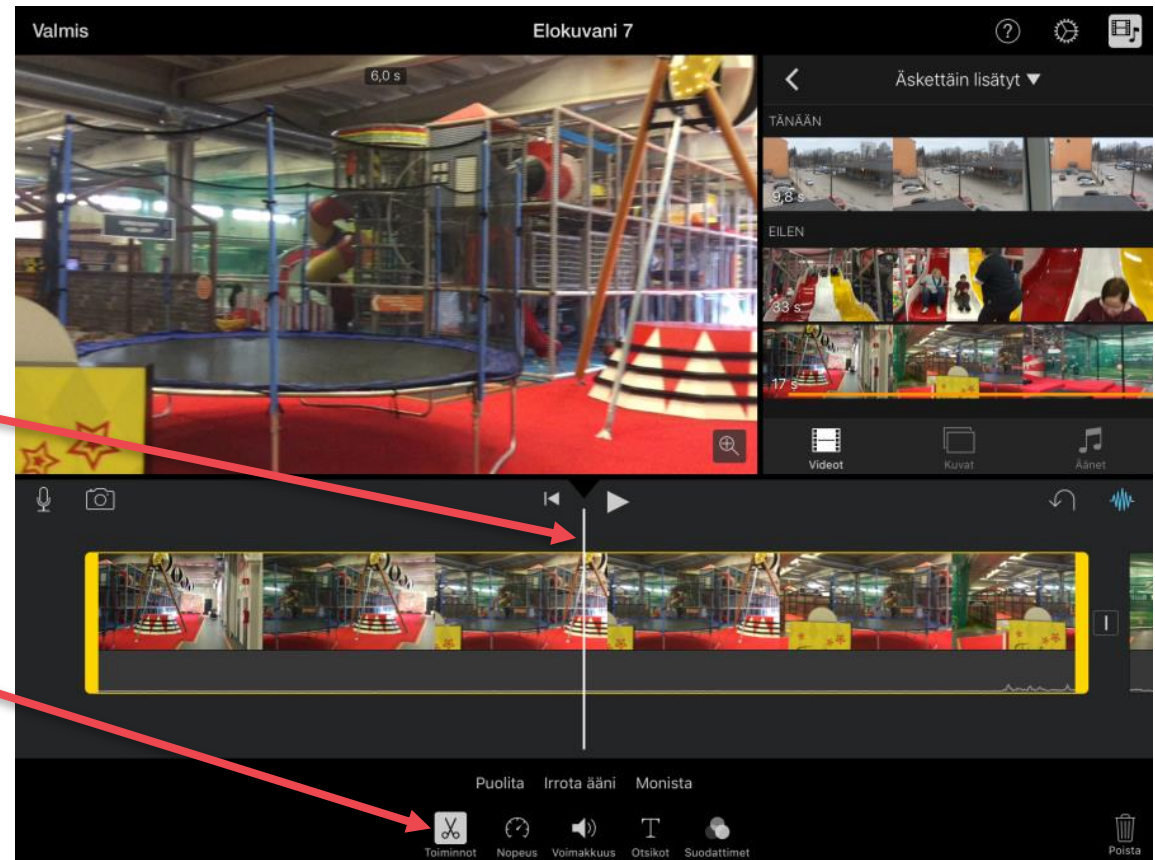 Valmis
Elokuvani 7
?
6,0 s
Äskettäin lisätyt ▼
TÄNÄÄN
9,8 s
EILEN
33 s
17 s
Videot
Kuvat
Äänet
Puolita Irrota ääni Monista
Toiminnot Nopeus Voimakkuus Otsikot Suodattimet
Poista